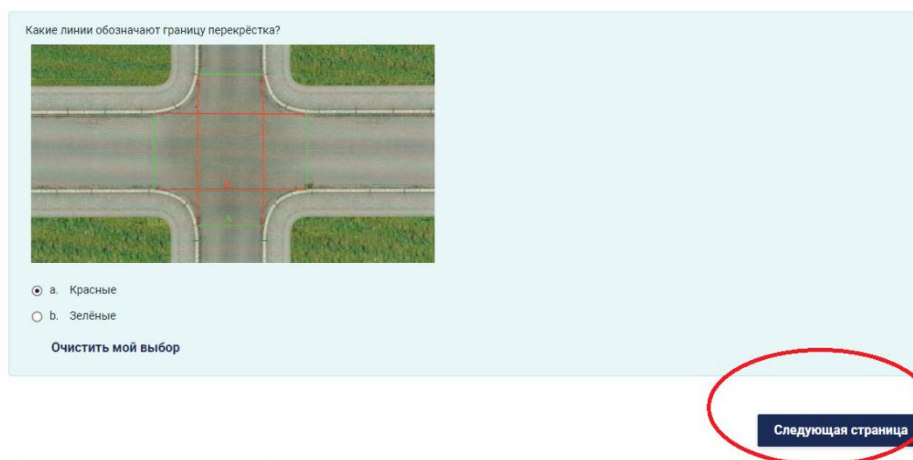 Какие линии обозначают границу перекрёстка?
A
a. Красные
b. Зелёные
Очистить мой выбор
Следующая страница